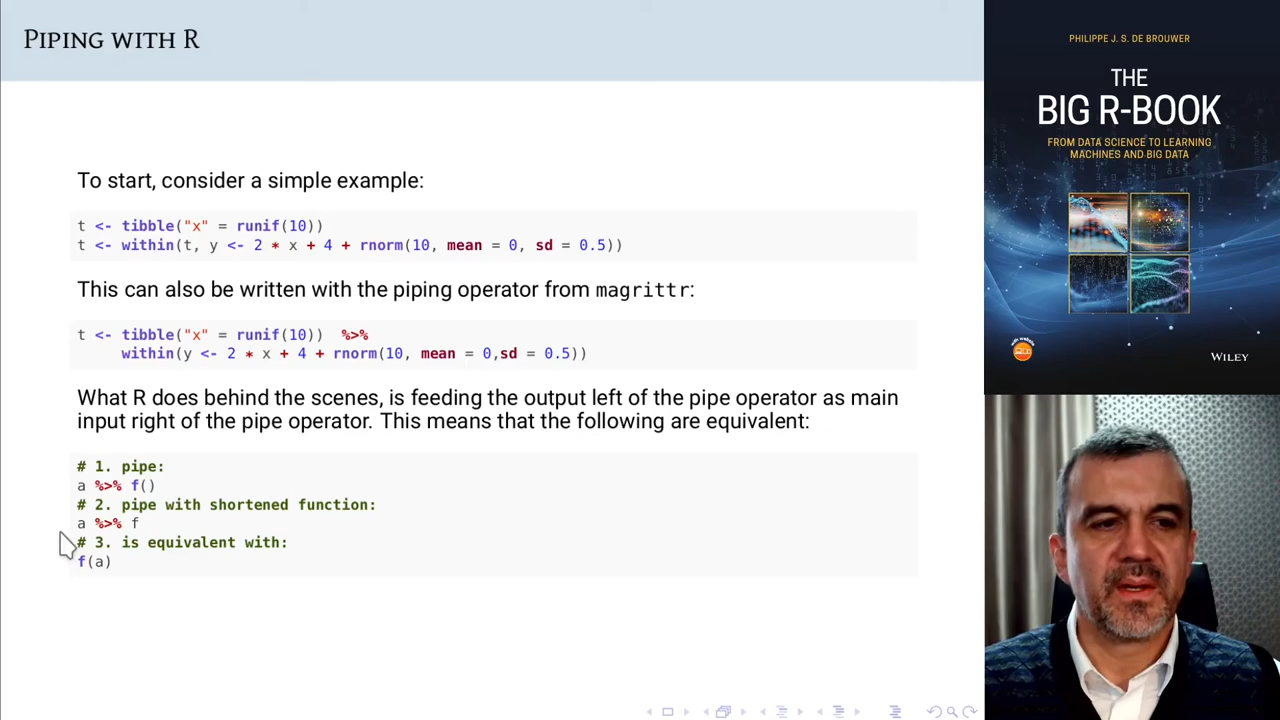 PIPING WITH R
To start, consider a simple example:
t <- tibble("x" = runif(10))
t <- within(t, y <- 2 * x + 4 + rnorm(10, mean = 0, sd = 0.5))
This can also be written with the piping operator from magrittr:
t <- tibble("x" = runif(10))  %>%
     within(y <- 2 * x + 4 + rnorm(10, mean = 0,sd = 0.5))
What R does behind the scenes, is feeding the output left of the pipe operator as main
input right of the pipe operator. This means that the following are equivalent:
# 1. pipe:
a %>% f()
# 2. pipe with shortened function:
a %>% f
# 3. is equivalent with:
f(a)
PHILIPPE J. S. DE BROUWER
THE
BIG R-BOOK
FROM DATA SCIENCE TO LEARNING
MACHINES AND BIG DATA
WILEY